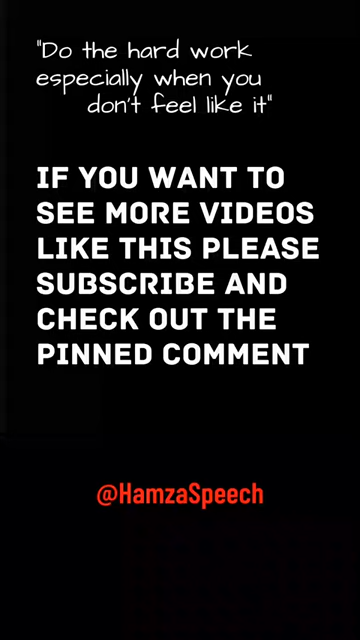 "Do the hard work
especially when you
don't feel like it"
IF YOU WANT TO
SEE MORE VIDEOS
LIKE THIS PLEASE
SUBSCRIBE AND
CHECK OUT THE
PINNED COMMENT
@HamzaSpeech